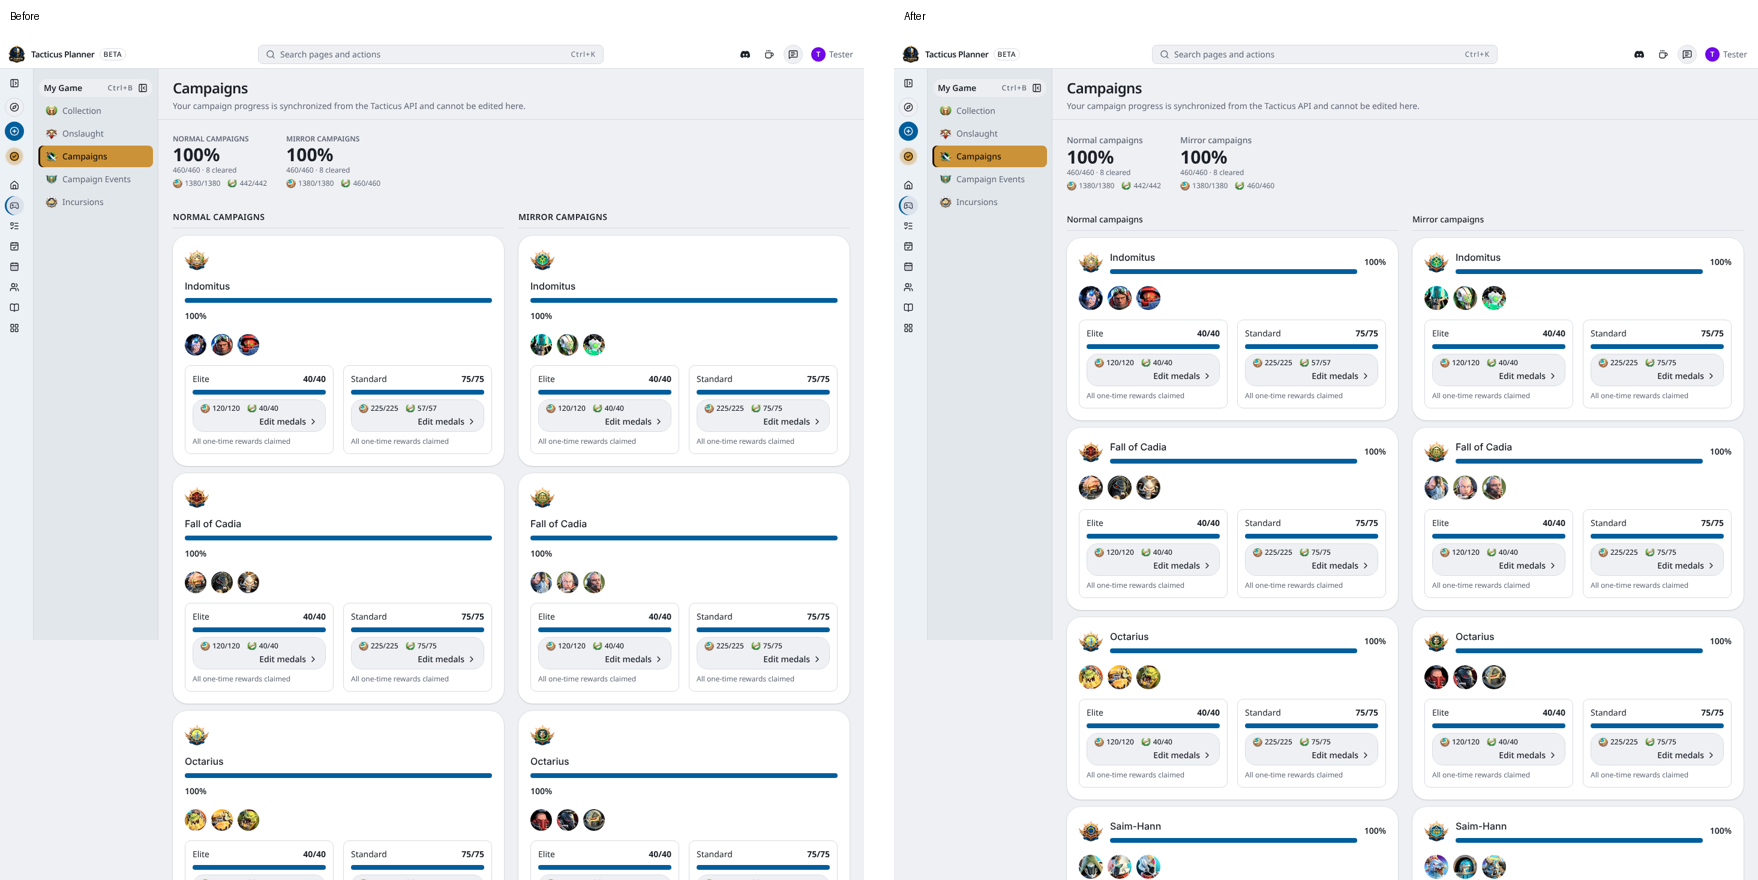 Before
Tacticus Planner BETA
Search pages and actions Ctrl+K
T Tester
My Game Ctrl+B
Collection
Onslaught
Campaigns
Campaign Events
Incursions
Campaigns
Your campaign progress is synchronized from the Tacticus API and cannot be edited here.
NORMAL CAMPAIGNS
100%
460/460 · 8 cleared
1380/1380 442/442
MIRROR CAMPAIGNS
100%
460/460 · 8 cleared
1380/1380 460/460
NORMAL CAMPAIGNS
Indomitus
100%
Elite 40/40
120/120 40/40
Edit medals
All one-time rewards claimed
Standard 75/75
225/225 57/57
Edit medals
All one-time rewards claimed
Fall of Cadia
100%
Elite 40/40
120/120 40/40
Edit medals
All one-time rewards claimed
Standard 75/75
225/225 75/75
Edit medals
All one-time rewards claimed
Octarius
100%
Elite 40/40
Standard 75/75
MIRROR CAMPAIGNS
Indomitus
100%
Elite 40/40
120/120 40/40
Edit medals
All one-time rewards claimed
Standard 75/75
225/225 75/75
Edit medals
All one-time rewards claimed
Fall of Cadia
100%
Elite 40/40
120/120 40/40
Edit medals
All one-time rewards claimed
Standard 75/75
225/225 75/75
Edit medals
All one-time rewards claimed
Octarius
100%
Elite 40/40
Standard 75/75
After
Tacticus Planner BETA
Search pages and actions Ctrl+K
T Tester
My Game Ctrl+B
Collection
Onslaught
Campaigns
Campaign Events
Incursions
Campaigns
Your campaign progress is synchronized from the Tacticus API and cannot be edited here.
Normal campaigns
100%
460/460 · 8 cleared
1380/1380 442/442
Mirror campaigns
100%
460/460 · 8 cleared
1380/1380 460/460
Normal campaigns
Indomitus 100%
Elite 40/40
120/120 40/40
Edit medals
All one-time rewards claimed
Standard 75/75
225/225 57/57
Edit medals
All one-time rewards claimed
Fall of Cadia 100%
Elite 40/40
120/120 40/40
Edit medals
All one-time rewards claimed
Standard 75/75
225/225 75/75
Edit medals
All one-time rewards claimed
Octarius 100%
Elite 40/40
120/120 40/40
Edit medals
All one-time rewards claimed
Standard 75/75
225/225 75/75
Edit medals
All one-time rewards claimed
Saim-Hann 100%
Mirror campaigns
Indomitus 100%
Elite 40/40
120/120 40/40
Edit medals
All one-time rewards claimed
Standard 75/75
225/225 75/75
Edit medals
All one-time rewards claimed
Fall of Cadia 100%
Elite 40/40
120/120 40/40
Edit medals
All one-time rewards claimed
Standard 75/75
225/225 75/75
Edit medals
All one-time rewards claimed
Octarius 100%
Elite 40/40
120/120 40/40
Edit medals
All one-time rewards claimed
Standard 75/75
225/225 75/75
Edit medals
All one-time rewards claimed
Saim-Hann 100%